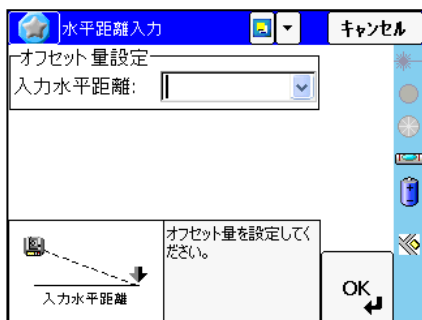 水平距離入力
キャンセル
オフセット量設定
入力水平距離:
オフセット量を設定してく
ださい。
入力水平距離
OK